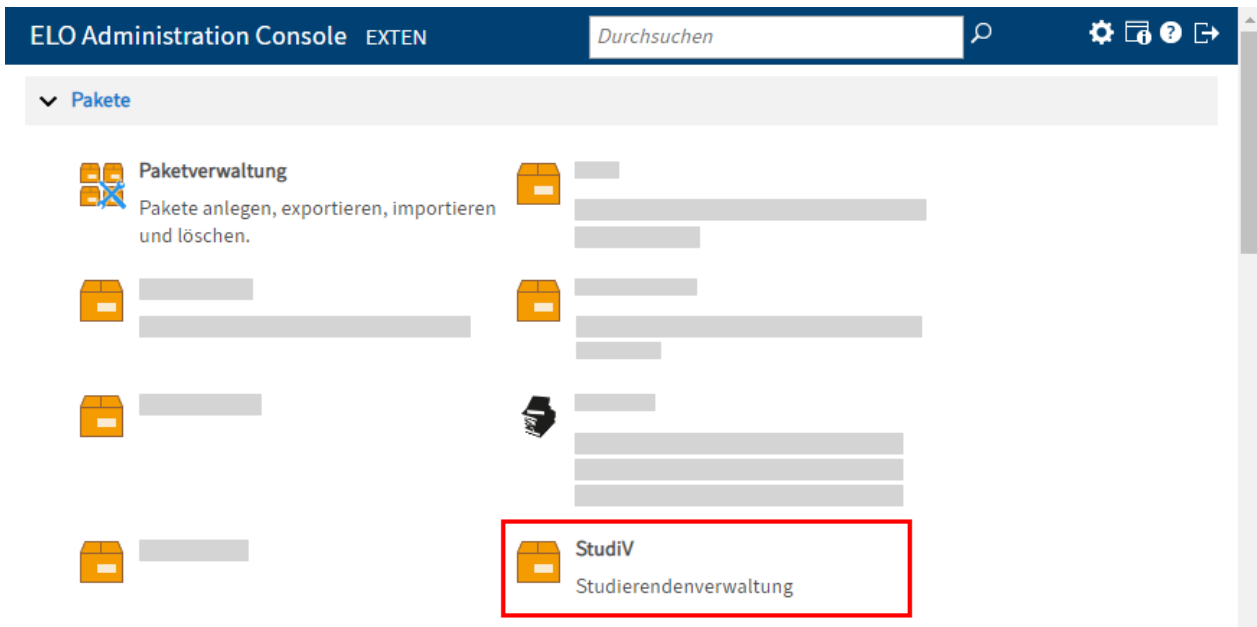 ELO Administration Console EXTEN
Durchsuchen
Pakete
Paketverwaltung
Pakete anlegen, exportieren, importieren
und löschen.
StudiV
Studierendenverwaltung